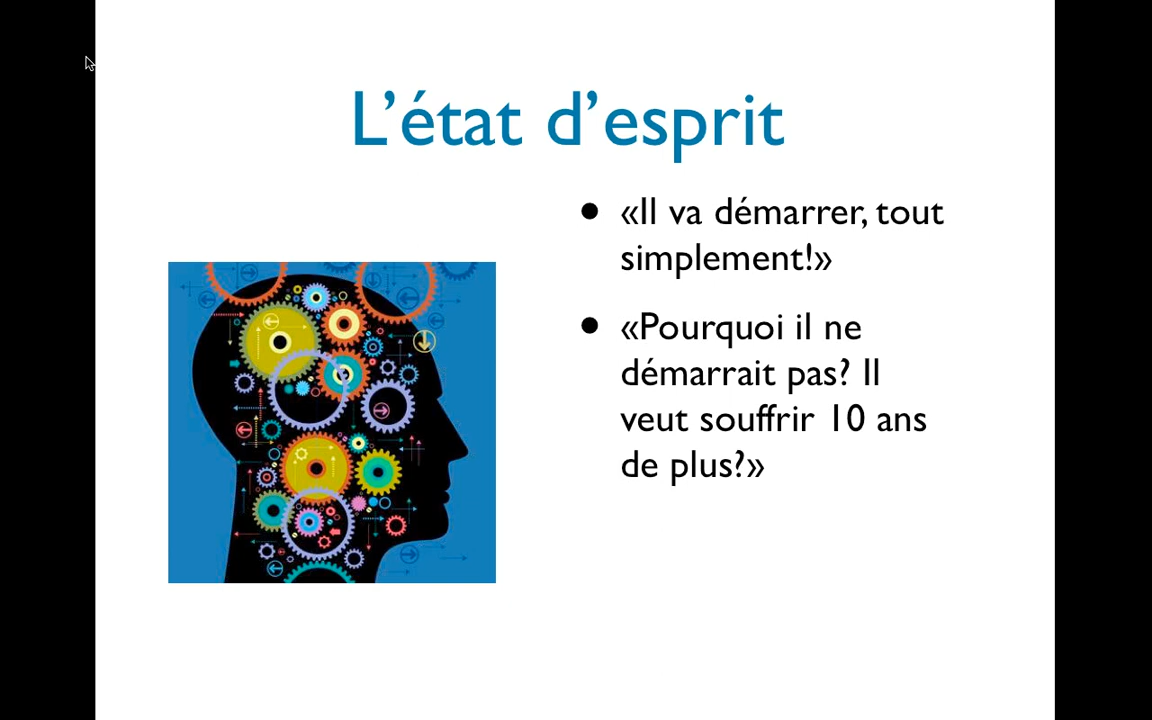 L’état d’esprit
• «Il va démarrer, tout
simplement!»
• «Pourquoi il ne
démarrait pas? Il
veut souffrir 10 ans
de plus?»